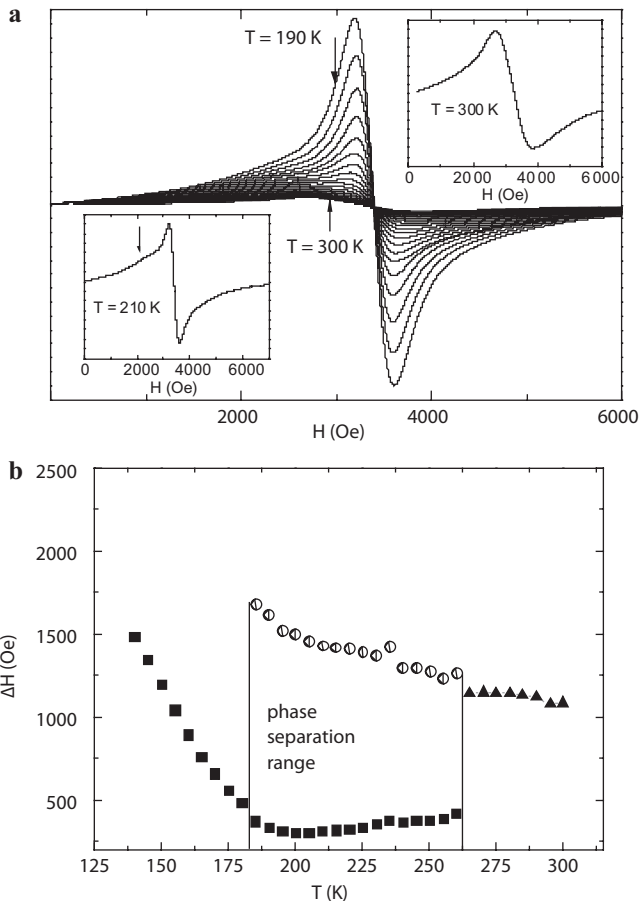 a
T = 190 K
T = 300 K
2000 4000 6000
H (Oe)
T = 300 K
T = 210 K
0 2000 4000 6000
H (Oe)
2000 4000 6000
H (Oe)
b
2500
2000
1500
1000
500
ΔH (Oe)
phase
separation
range
125 150 175 200 225 250 275 300
T (K)